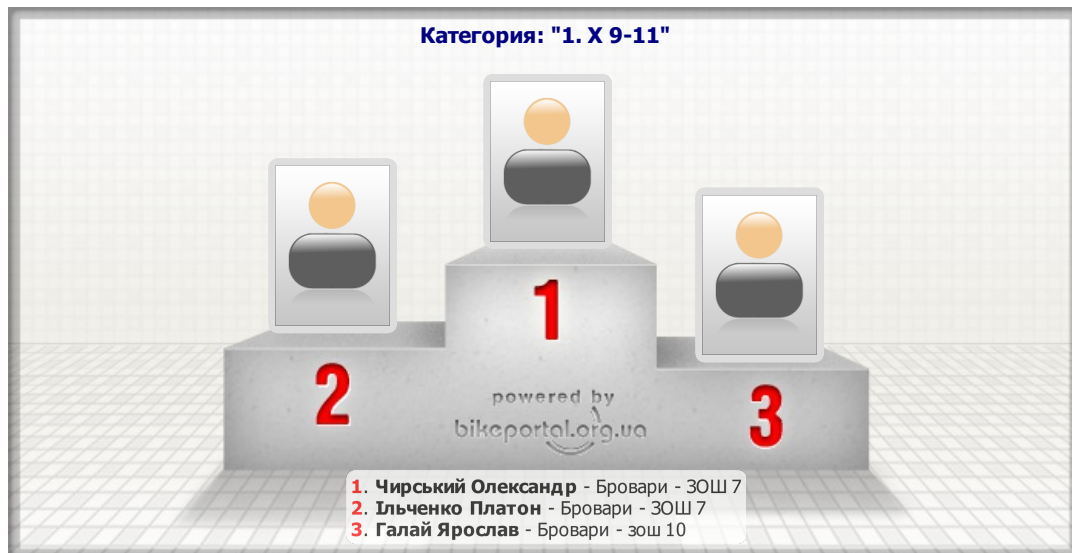 Категория: "1. Х 9-11"
1
2
3
powered by
bikeportal.org.ua
1. Чирський Олександр - Бровари - ЗОШ 7
2. Ільченко Платон - Бровари - ЗОШ 7
3. Галай Ярослав - Бровари - зош 10